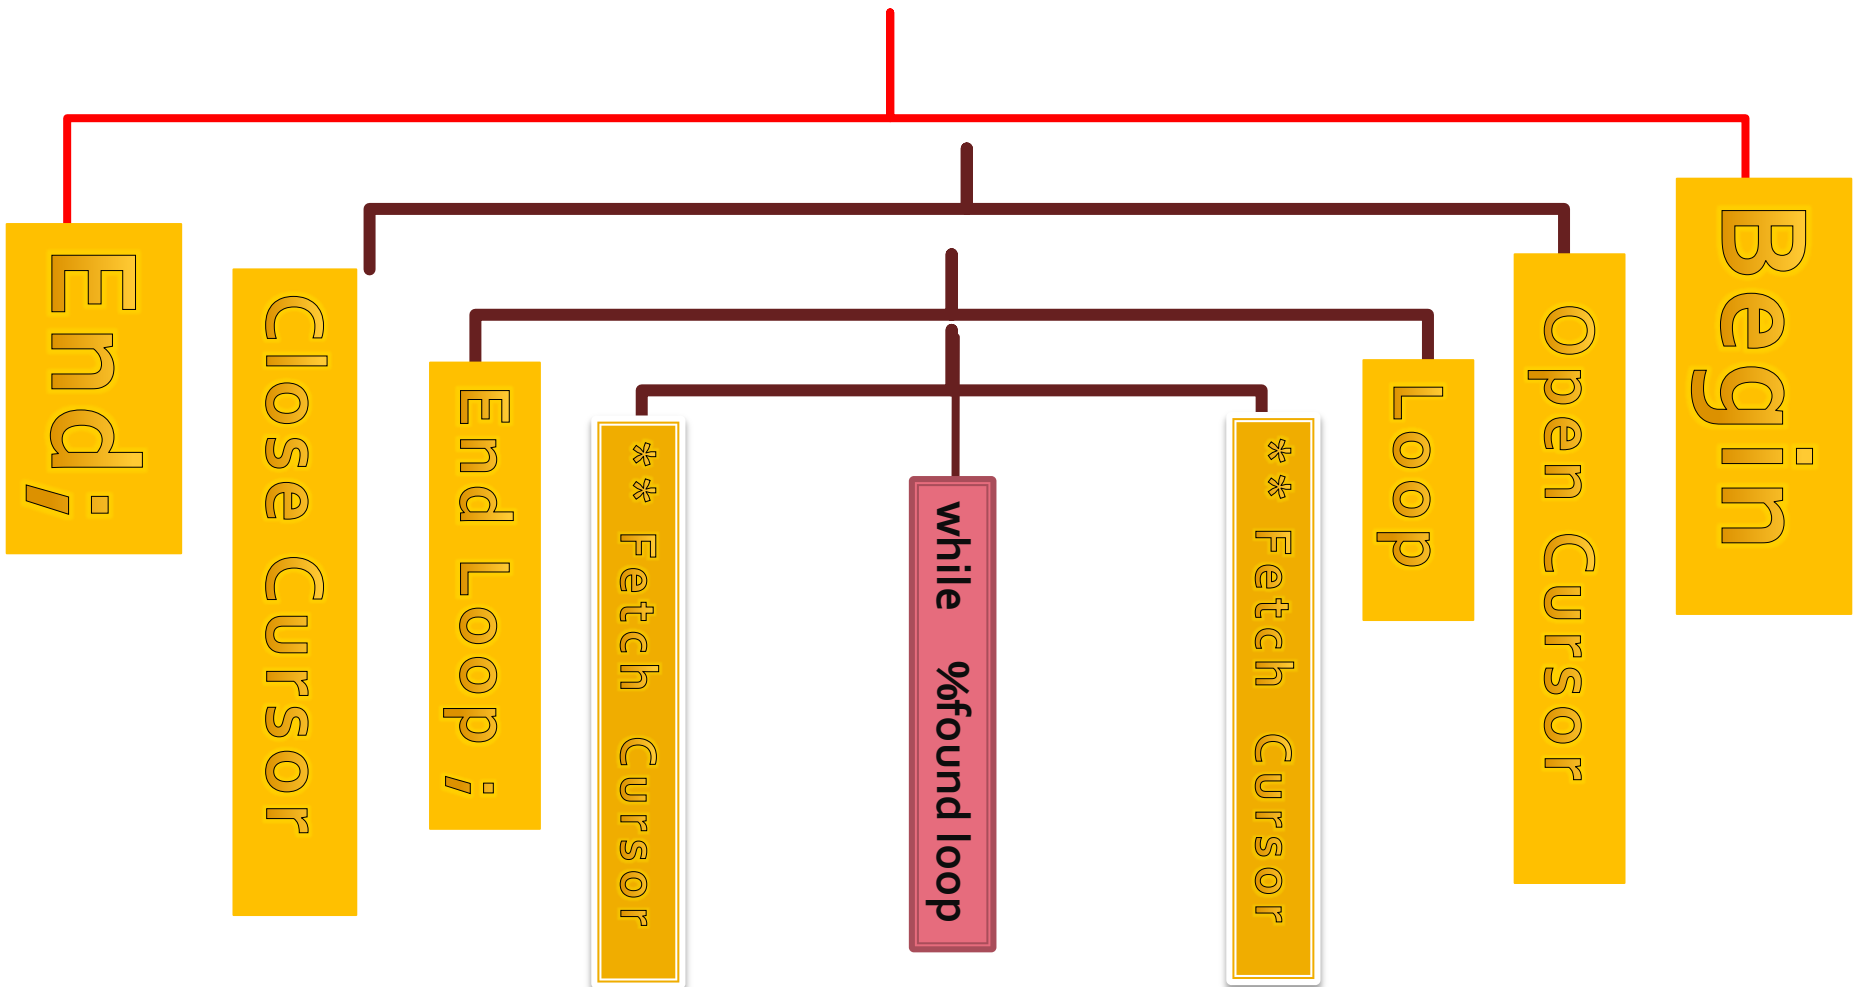 Begin
Open Cursor
Loop
** Fetch Cursor
while %found loop
** Fetch Cursor
End Loop ;
Close Cursor
End;